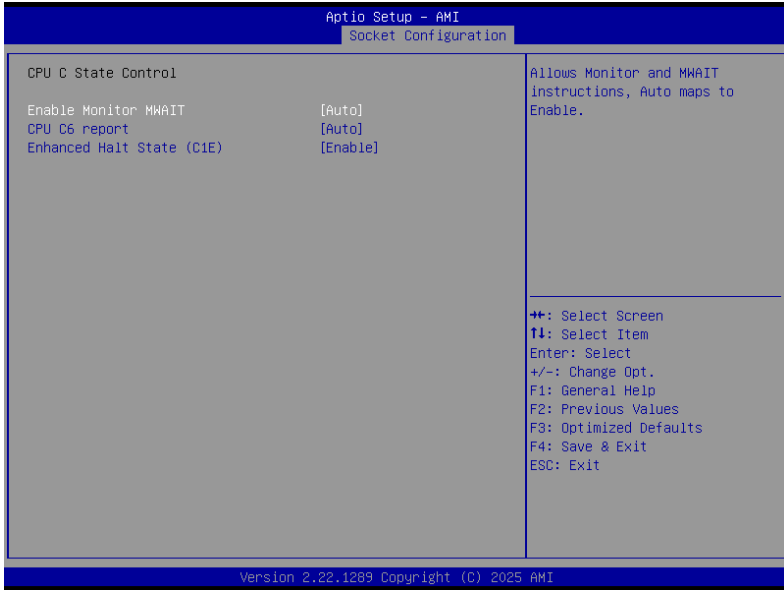 Aptio Setup – AMI
Socket Configuration
CPU C State Control
Enable Monitor MWAIT [Auto]
CPU C6 report [Auto]
Enhanced Halt State (C1E) [Enable]
Allows Monitor and MWAIT
instructions, Auto maps to
Enable.
→←: Select Screen
↑↓: Select Item
Enter: Select
+/-: Change Opt.
F1: General Help
F2: Previous Values
F3: Optimized Defaults
F4: Save & Exit
ESC: Exit
Version 2.22.1289 Copyright (C) 2025 AMI